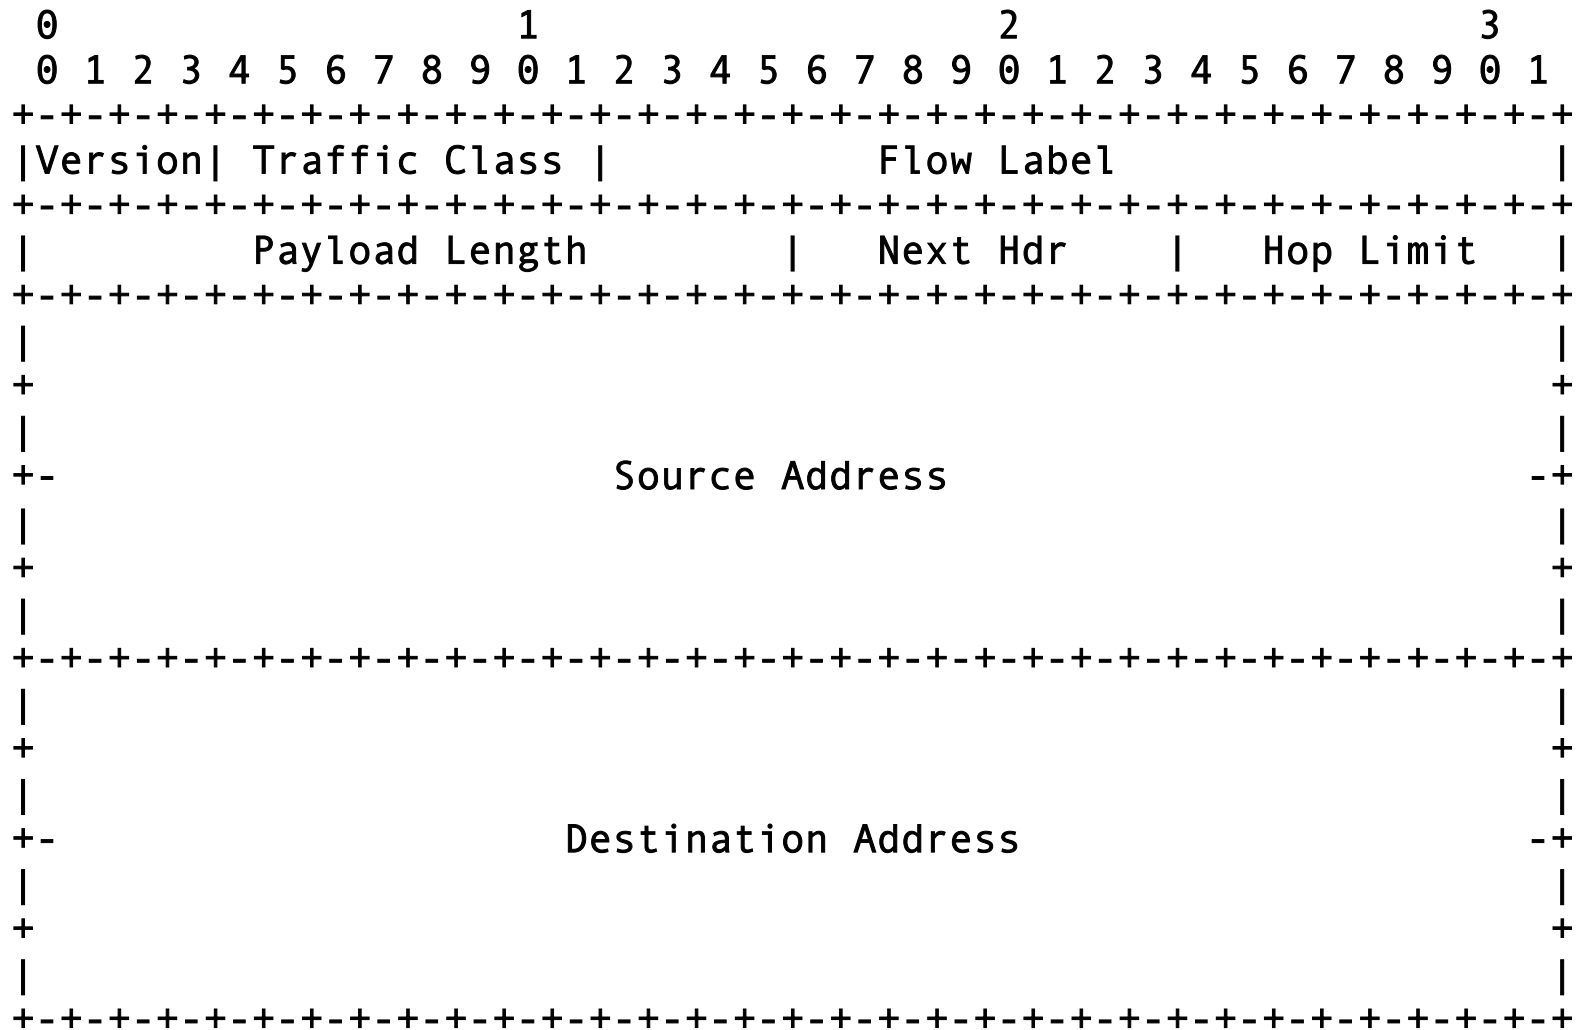 0                   1                   2                   3
 0 1 2 3 4 5 6 7 8 9 0 1 2 3 4 5 6 7 8 9 0 1 2 3 4 5 6 7 8 9 0 1
+-+-+-+-+-+-+-+-+-+-+-+-+-+-+-+-+-+-+-+-+-+-+-+-+-+-+-+-+-+-+-+-+
|Version| Traffic Class |           Flow Label                  |
+-+-+-+-+-+-+-+-+-+-+-+-+-+-+-+-+-+-+-+-+-+-+-+-+-+-+-+-+-+-+-+-+
|         Payload Length        |   Next Hdr    |   Hop Limit   |
+-+-+-+-+-+-+-+-+-+-+-+-+-+-+-+-+-+-+-+-+-+-+-+-+-+-+-+-+-+-+-+-+
|                                                               |
+                                                               +
|                                                               |
+-                       Source Address                        -+
|                                                               |
+                                                               +
|                                                               |
+-+-+-+-+-+-+-+-+-+-+-+-+-+-+-+-+-+-+-+-+-+-+-+-+-+-+-+-+-+-+-+-+
|                                                               |
+                                                               +
|                                                               |
+-                     Destination Address                     -+
|                                                               |
+                                                               +
|                                                               |
+-+-+-+-+-+-+-+-+-+-+-+-+-+-+-+-+-+-+-+-+-+-+-+-+-+-+-+-+-+-+-+-+